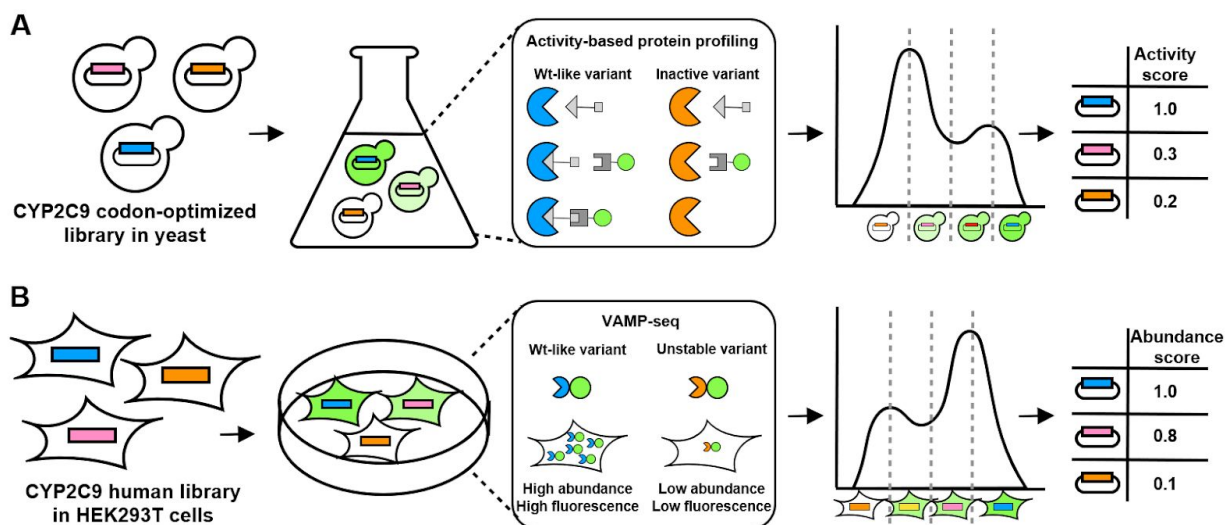 A
CYP2C9 codon-optimized
library in yeast
Activity-based protein profiling
Wt-like variant
Inactive variant
Activity
score
1.0
0.3
0.2
B
CYP2C9 human library
in HEK293T cells
VAMP-seq
Wt-like variant
Unstable variant
High abundance
High fluorescence
Low abundance
Low fluorescence
Abundance
score
1.0
0.8
0.1